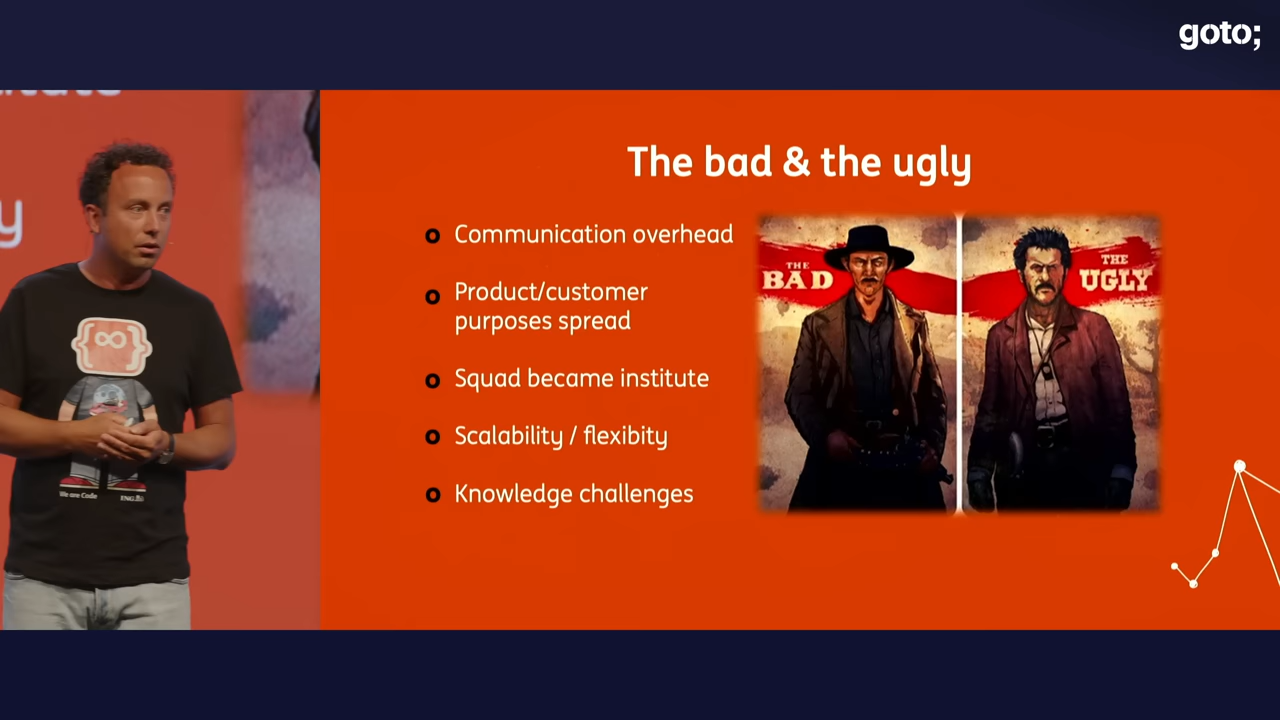 goto;
The bad & the ugly
Communication overhead
Product/customer
purposes spread
Squad became institute
Scalability / flexibity
Knowledge challenges
THE
BAD
THE
UGLY
y
We are Code
ING